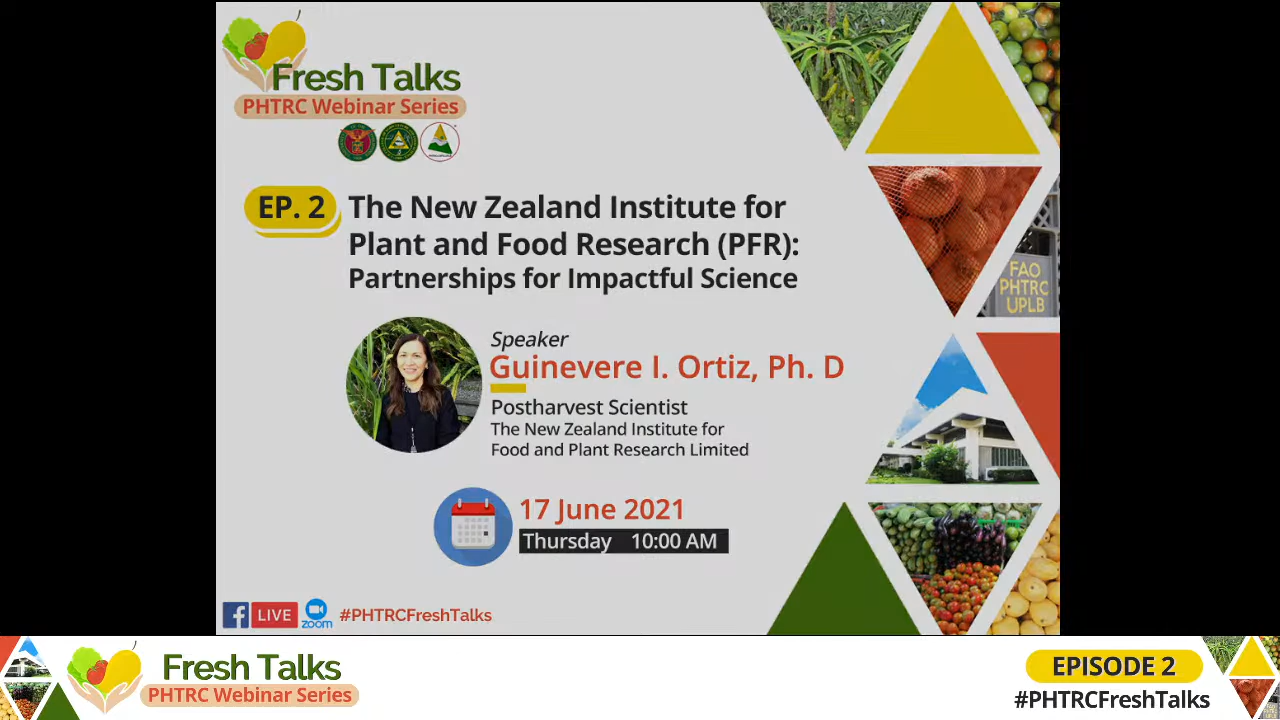 Fresh Talks
PHTRC Webinar Series
EP. 2
The New Zealand Institute for
Plant and Food Research (PFR):
Partnerships for Impactful Science
FAO
PHTRC
UPLB
Speaker
Guinevere I. Ortiz, Ph. D
Postharvest Scientist
The New Zealand Institute for
Food and Plant Research Limited
17 June 2021
Thursday 10:00 AM
LIVE
zoom
#PHTRCFreshTalks
Fresh Talks
PHTRC Webinar Series
EPISODE 2
#PHTRCFreshTalks